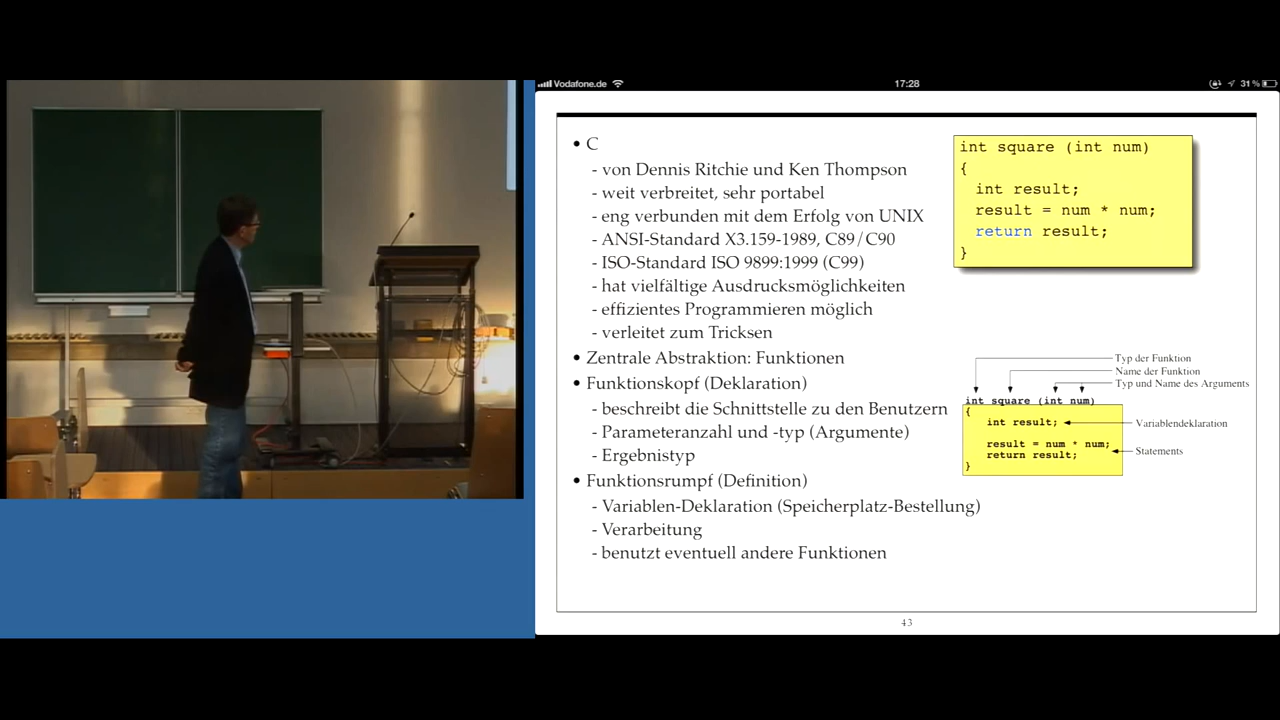 Vodafone.de
17:28
31 %
• C
- von Dennis Ritchie und Ken Thompson
- weit verbreitet, sehr portabel
- eng verbunden mit dem Erfolg von UNIX
- ANSI-Standard X3.159-1989, C89/C90
- ISO-Standard ISO 9899:1999 (C99)
- hat vielfältige Ausdrucksmöglichkeiten
- effizientes Programmieren möglich
- verleitet zum Tricksen
• Zentrale Abstraktion: Funktionen
• Funktionskopf (Deklaration)
- beschreibt die Schnittstelle zu den Benutzern
- Parameteranzahl und -typ (Argumente)
- Ergebnistyp
• Funktionsrumpf (Definition)
- Variablen-Deklaration (Speicherplatz-Bestellung)
- Verarbeitung
- benutzt eventuell andere Funktionen
int square (int num)
{
int result;
result = num * num;
return result;
}
Typ der Funktion
Name der Funktion
Typ und Name des Arguments
int square (int num)
{
int result;
Variablendeklaration
result = num * num;
Statements
return result;
}
43